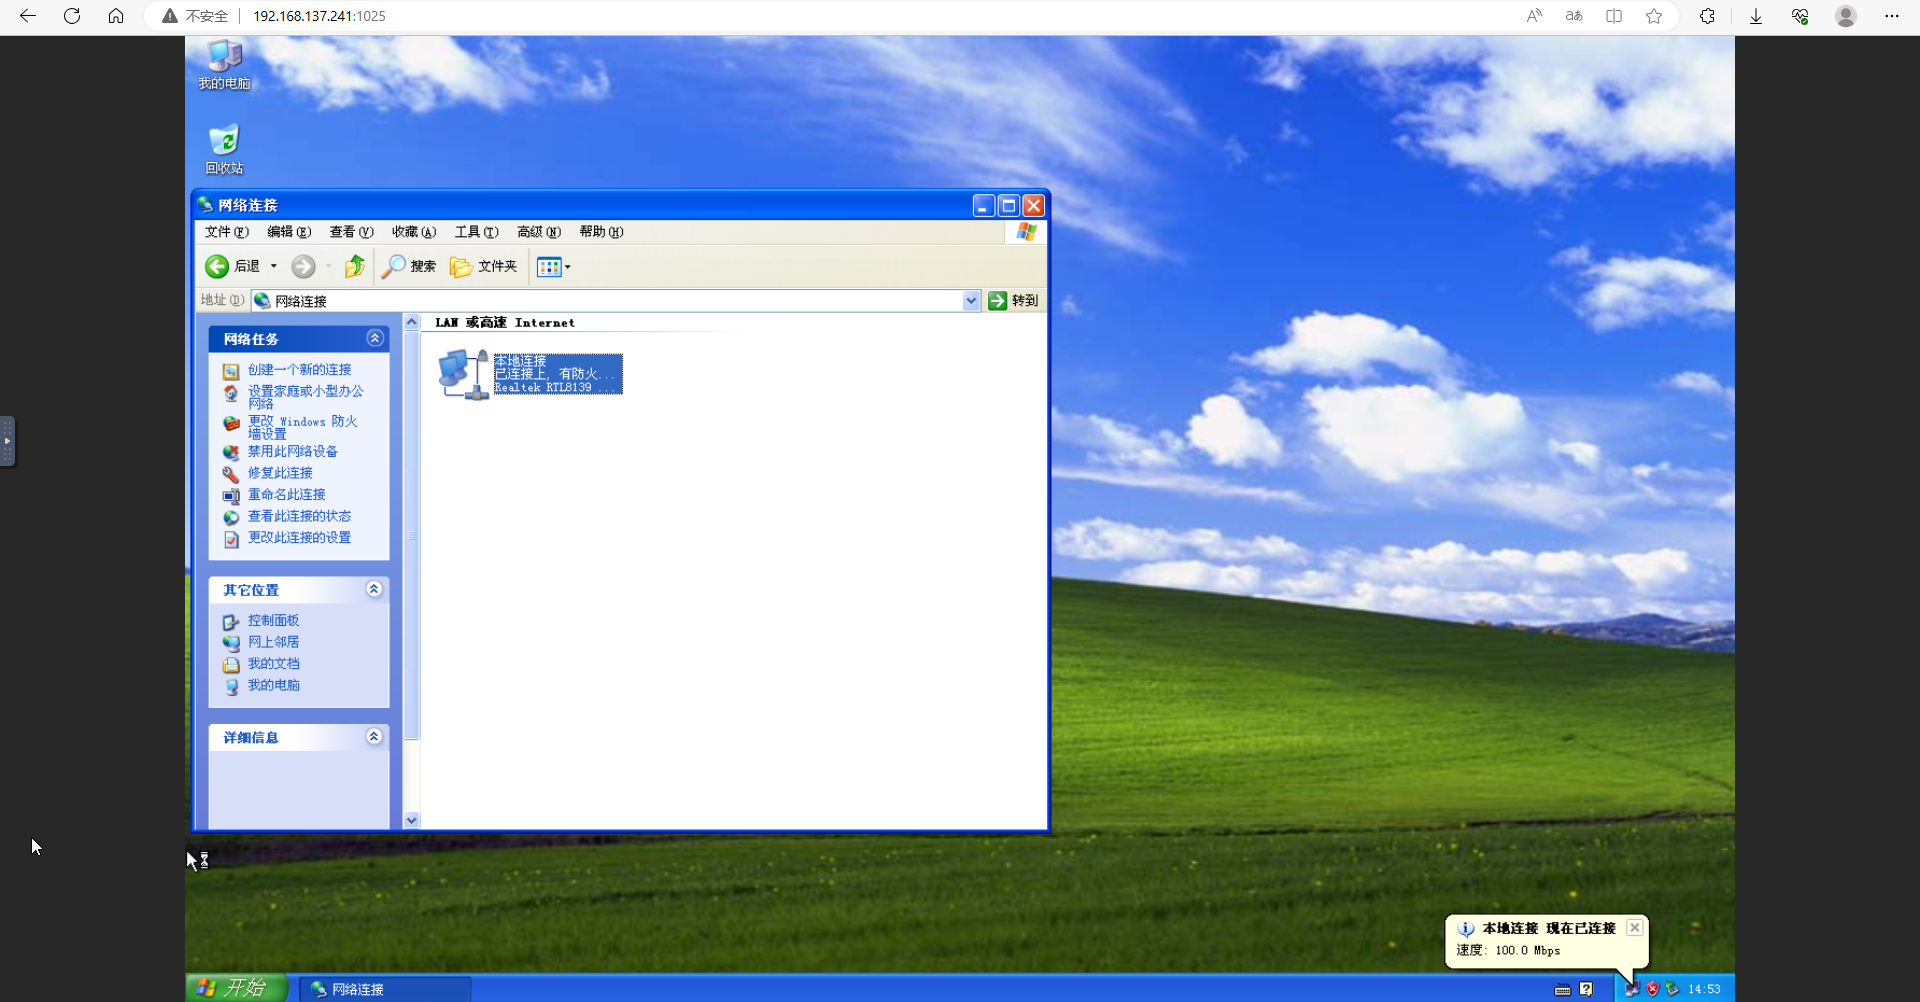 不安全 192.168.137.241:1025
我的电脑
回收站
网络连接
文件(F) 编辑(E) 查看(V) 收藏(A) 工具(T) 高级(N) 帮助(H)
后退 搜索 文件夹
地址(D) 网络连接 转到
网络任务
创建一个新的连接
设置家庭或小型办公
网络
更改 Windows 防火
墙设置
禁用此网络设备
修复此连接
重命名此连接
查看此连接的状态
更改此连接的设置
其它位置
控制面板
网上邻居
我的文档
我的电脑
详细信息
LAN 或高速 Internet
本地连接
已连接上, 有防火...
Realtek RTL8139 ...
本地连接 现在已连接
速度: 100.0 Mbps
开始 网络连接 14:53